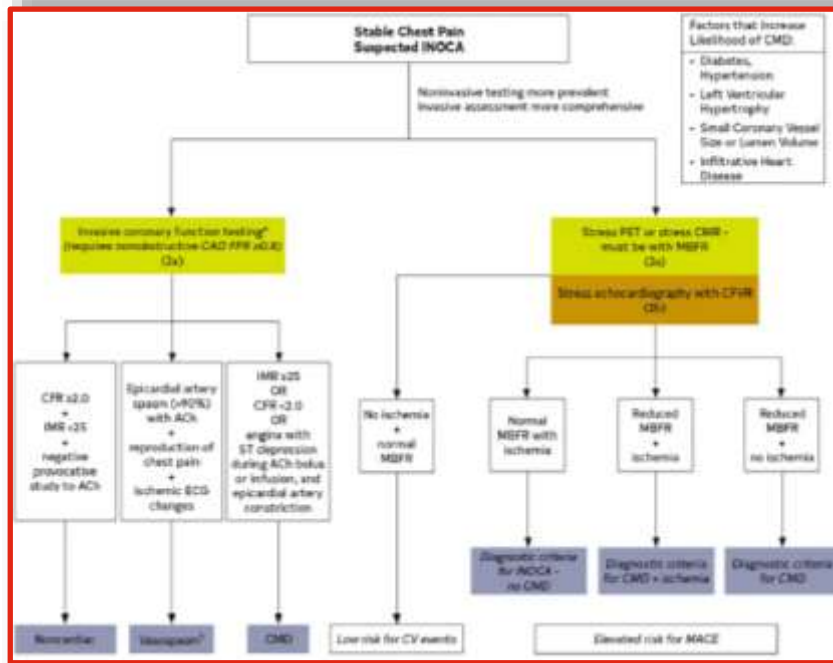 Stable Chest Pain
Suspected INOCA
Factors that Increase
Likelihood of CMD:
• Diabetes,
Hypertension
• Left Ventricular
Hypertrophy
• Small Coronary Vessel
Size or Lumen Volume
• Infiltrative Heart
Disease
Noninvasive testing more prevalent
Invasive assessment more comprehensive
Invasive coronary function testing
(requires nonobstructive CAD FFR >0.8)
(2a)
Stress PET or stress CMR -
must be with MBFR
(2a)
Stress echocardiography with CFVR
(2b)
CFR ≥2.0
+
IMR <25
+
negative
provocative
study to ACh
Epicardial artery
spasm (>90%)
with ACh
+
reproduction of
chest pain
+
ischemic ECG
changes
IMR ≥25
OR
CFR <2.0
OR
angina with
ST depression
during ACh bolus
or infusion, and
epicardial artery
constriction
No ischemia
+
normal
MBFR
Normal
MBFR with
ischemia
Reduced
MBFR
+
ischemia
Reduced
MBFR
+
no ischemia
Diagnostic criteria
for INOCA -
no CMD
Diagnostic criteria
for CMD + ischemia
Diagnostic criteria
for CMD
Noncardiac
Vasospasm
CMD
Low risk for CV events
Elevated risk for MACE